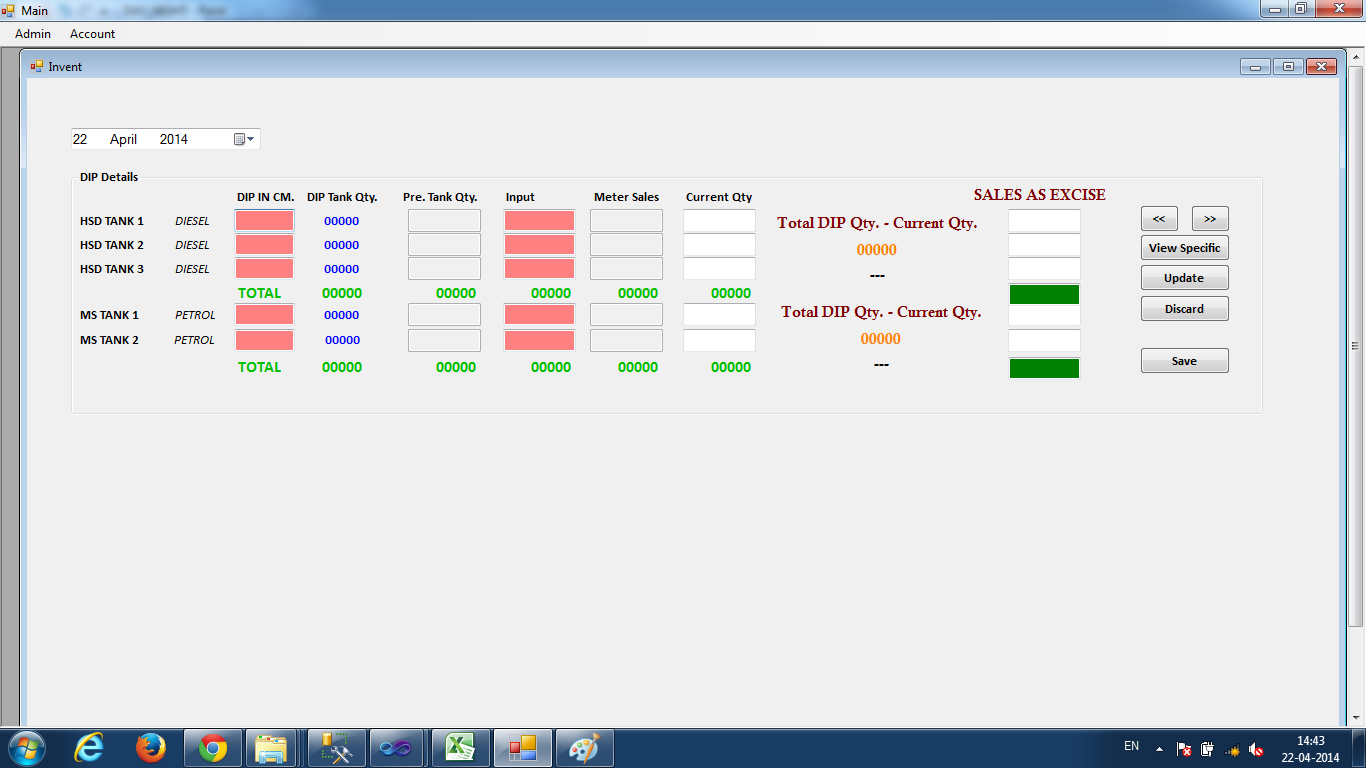 Main
Admin Account
Invent
22 April 2014
DIP Details
SALES AS EXCISE
DIP IN CM. DIP Tank Qty. Pre. Tank Qty. Input Meter Sales Current Qty
HSD TANK 1 DIESEL 00000 Total DIP Qty. - Current Qty. << >>
HSD TANK 2 DIESEL 00000 00000 View Specific
HSD TANK 3 DIESEL 00000 --- Update
TOTAL 00000 00000 00000 00000 00000
MS TANK 1 PETROL 00000 Total DIP Qty. - Current Qty. Discard
MS TANK 2 PETROL 00000 00000
TOTAL 00000 00000 00000 00000 00000 --- Save
EN 14:43
22-04-2014